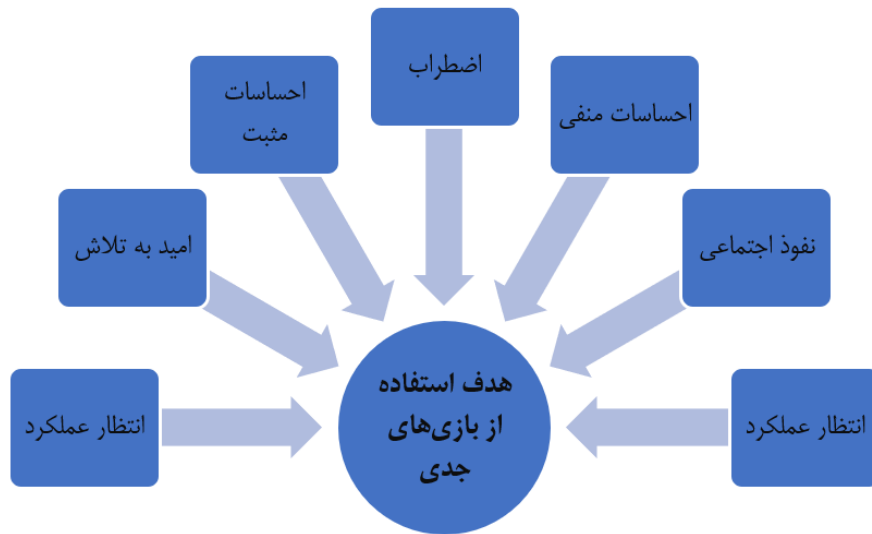 اضطراب
احساسات
مثبت
احساسات منفی
امید به تلاش
نفوذ اجتماعی
انتظار عملکرد
هدف استفاده
از بازی‌های
جدی
انتظار عملکرد